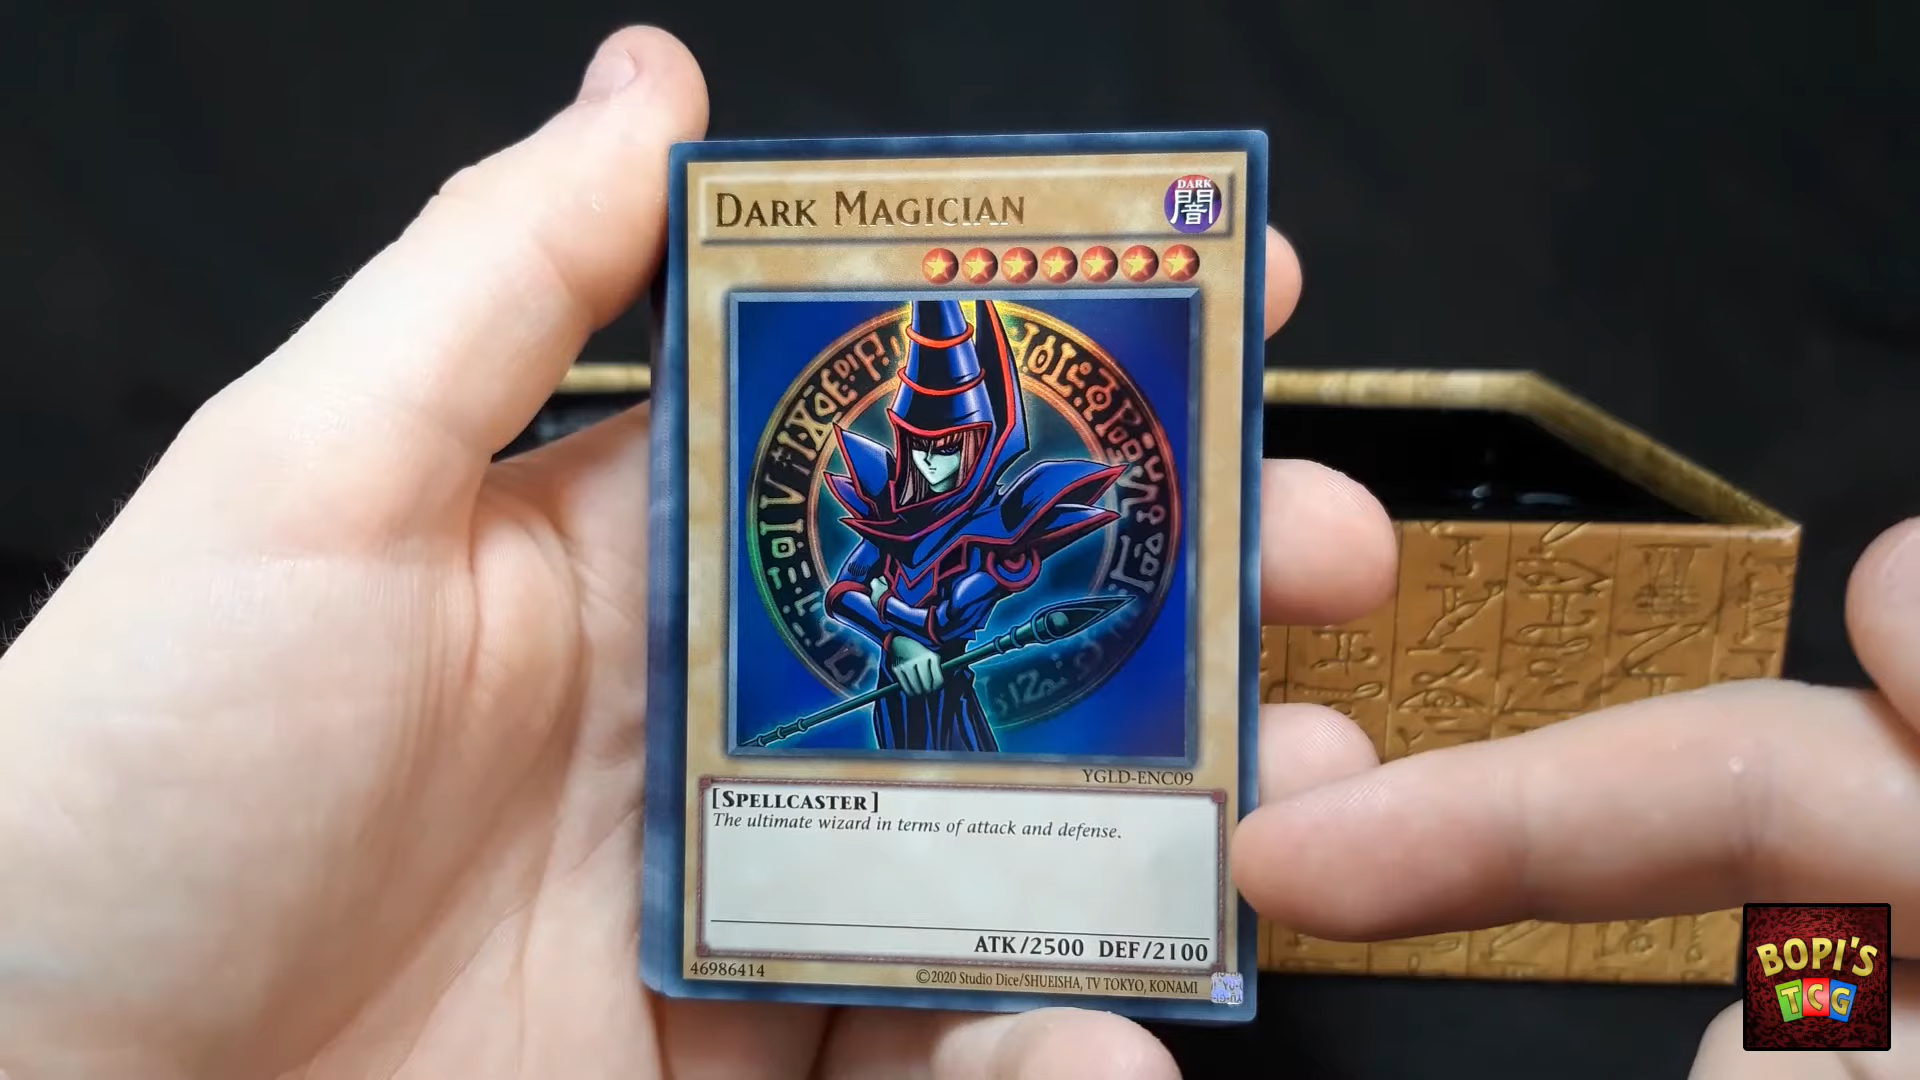 DARK MAGICIAN
DARK
闇
YGLD-ENC09
[SPELLCASTER]
The ultimate wizard in terms of attack and defense.
ATK/2500 DEF/2100
46986414
©2020 Studio Dice/SHUEISHA, TV TOKYO, KONAMI
BOPI'S
TCG